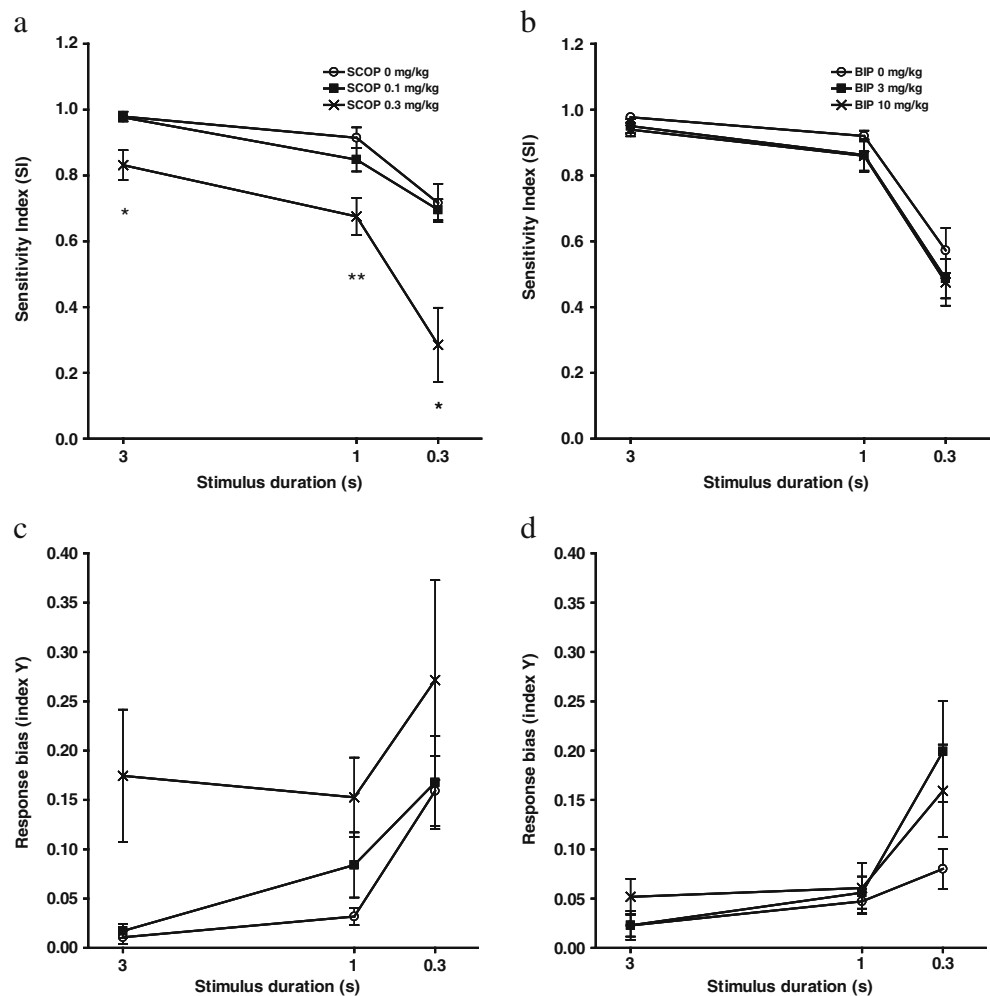 a
1.2
1.0
0.8
0.6
0.4
0.2
0.0
Sensitivity Index (SI)
SCOP 0 mg/kg
SCOP 0.1 mg/kg
SCOP 0.3 mg/kg
*
**
*
3
1
0.3
Stimulus duration (s)
b
1.2
1.0
0.8
0.6
0.4
0.2
0.0
Sensitivity Index (SI)
BIP 0 mg/kg
BIP 3 mg/kg
BIP 10 mg/kg
3
1
0.3
Stimulus duration (s)
c
0.40
0.35
0.30
0.25
0.20
0.15
0.10
0.05
0.00
Response bias (index Y)
3
1
0.3
Stimulus duration (s)
d
0.40
0.35
0.30
0.25
0.20
0.15
0.10
0.05
0.00
Response bias (index Y)
3
1
0.3
Stimulus duration (s)